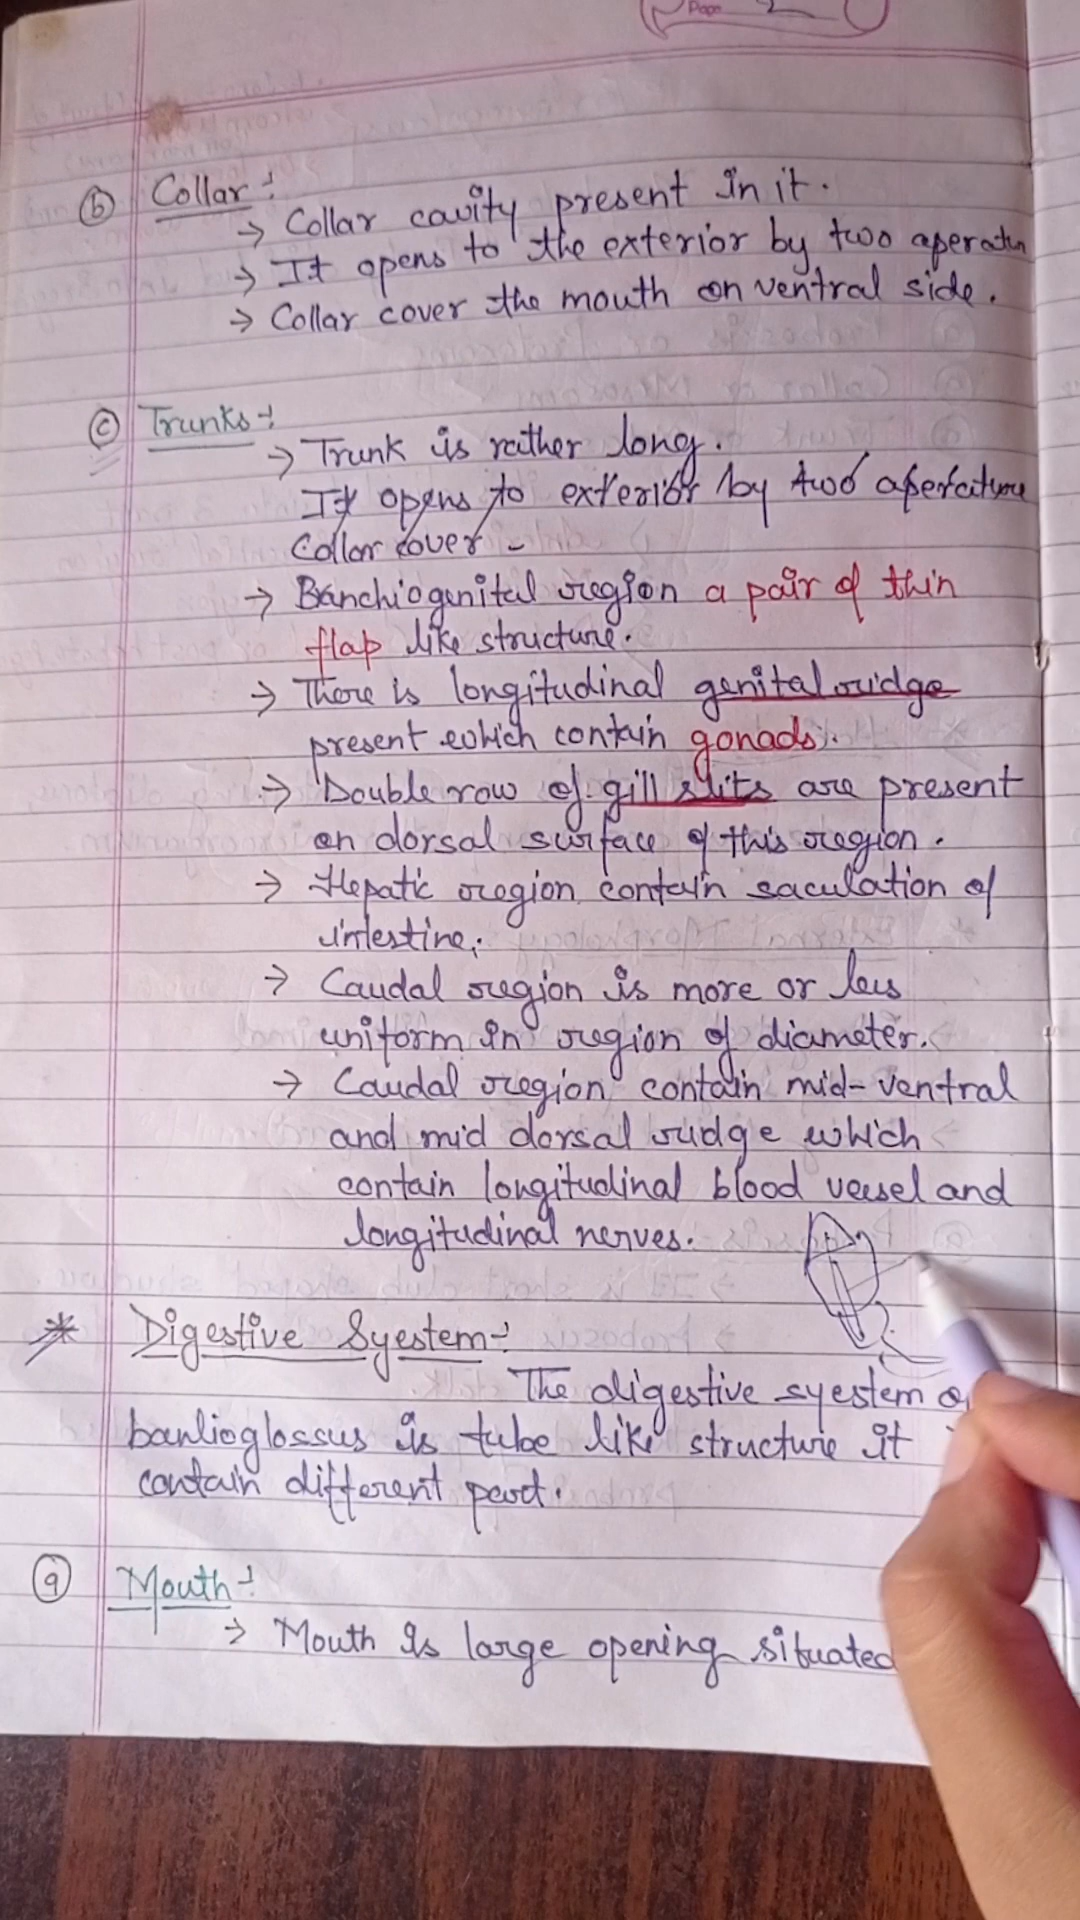 Page 2
(b) Collar :-
→ Collar cavity present in it.
→ It opens to the exterior by two
→ Collar cover the mouth on ventral side.
(c) Trunks :-
→ Trunk is rather long.
It opens to exterior by two
Collar cover -
→ Banchiogenital region a pair of thin
flap like structure.
→ There is longitudinal genital ridge
present which contain gonads.
→ Double row of gill slits are present
on dorsal surface of this region.
→ Hepatic region contain saculation of
intestine.
→ Caudal region is more or less
uniform in region of diameter.
→ Caudal region contain mid-ventral
and mid dorsal ridge which
contain longitudinal blood vessel and
longitudinal nerves.
* Digestive Syestem :-
The digestive syestem
banlioglossus is tube like structure it
contain different part.
(a) Mouth :-
→ Mouth is large opening situated